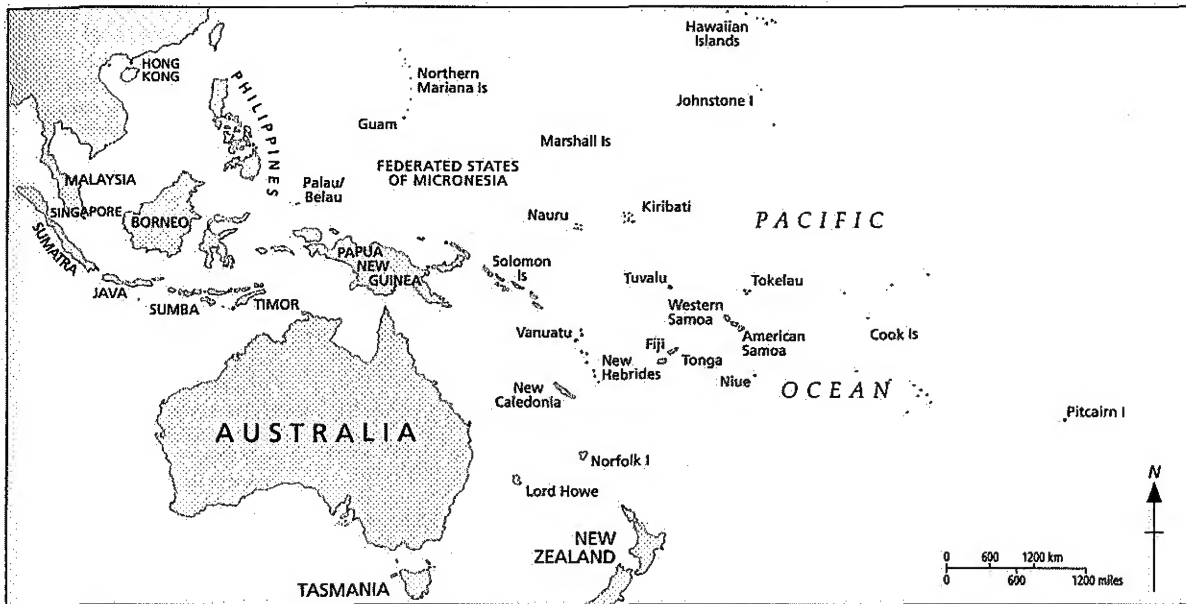 Hawaiian
Islands
HONG
KONG
PHILIPPINES
Northern
Mariana Is
Johnstone I
Guam
Marshall Is
FEDERATED STATES
OF MICRONESIA
MALAYSIA
Palau/
Belau
SINGAPORE
BORNEO
Nauru
Kiribati
PACIFIC
SUMATRA
PAPUA
NEW
GUINEA
Solomon
Is
JAVA
SUMBA
TIMOR
Tuvalu
Tokelau
Western
Samoa
American
Samoa
Cook Is
Vanuatu
Fiji
Tonga
New
Hebrides
Niue
OCEAN
New
Caledonia
Pitcairn I
AUSTRALIA
Norfolk I
Lord Howe
N
NEW
ZEALAND
TASMANIA
0 600 1200 km
0 600 1200 miles